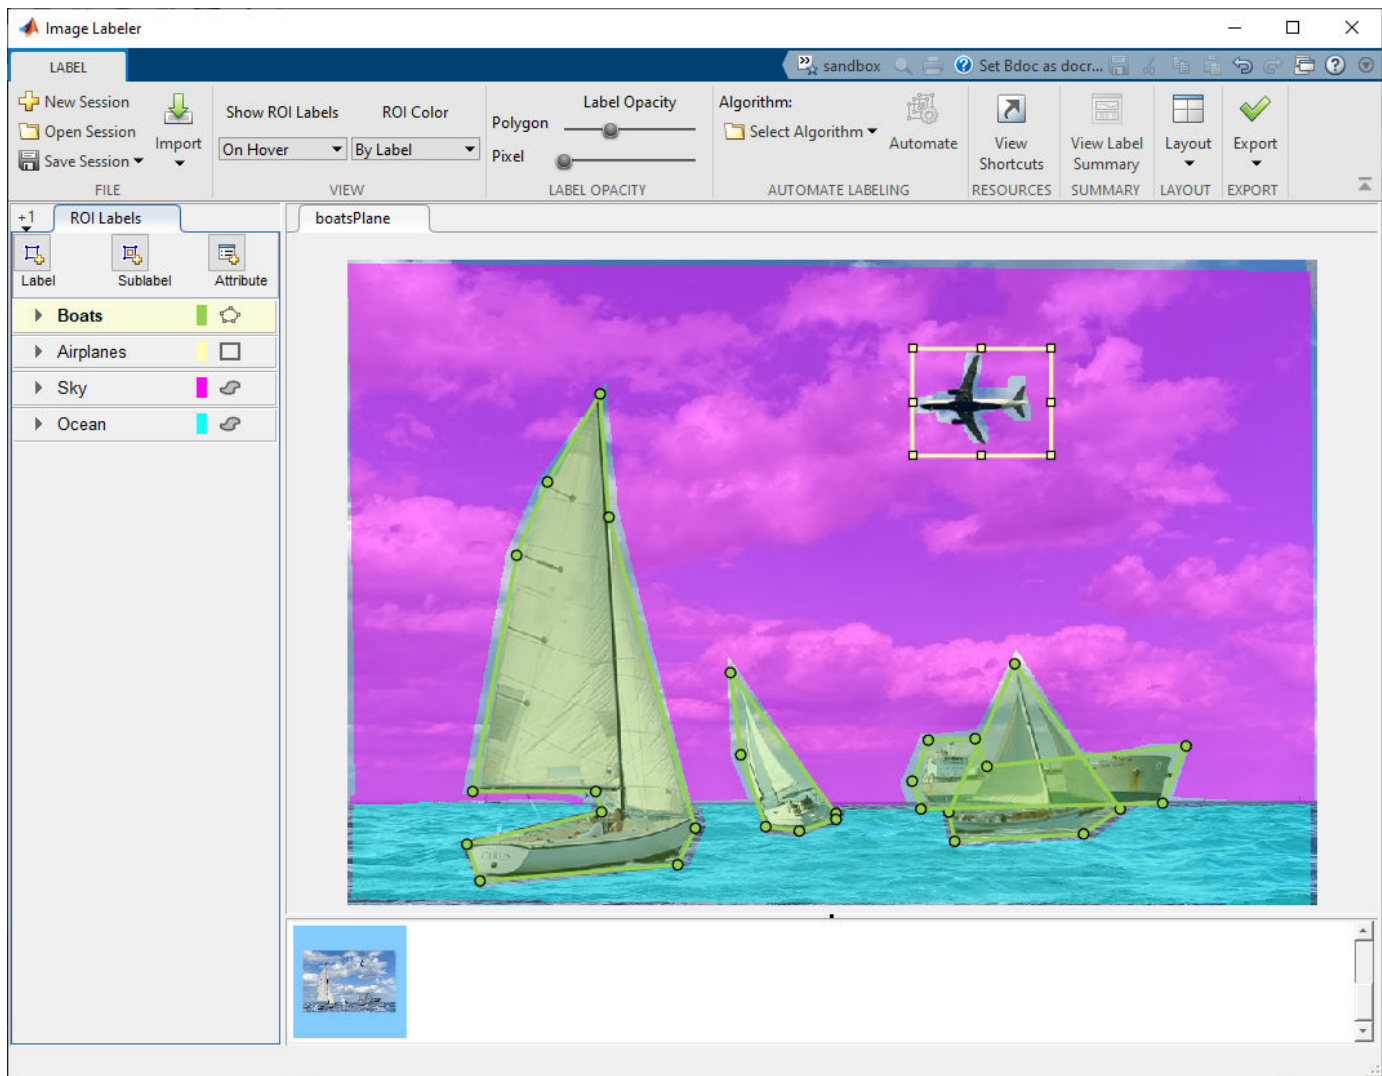 Image Labeler
LABEL
sandbox
Set Bdoc as docr...
New Session
Open Session
Save Session
Import
FILE
Show ROI Labels
ROI Color
On Hover
By Label
VIEW
Label Opacity
Polygon
Pixel
LABEL OPACITY
Algorithm:
Select Algorithm
Automate
AUTOMATE LABELING
View
Shortcuts
RESOURCES
View Label
Summary
SUMMARY
Layout
LAYOUT
Export
EXPORT
+1
ROI Labels
boatsPlane
Label
Sublabel
Attribute
Boats
Airplanes
Sky
Ocean